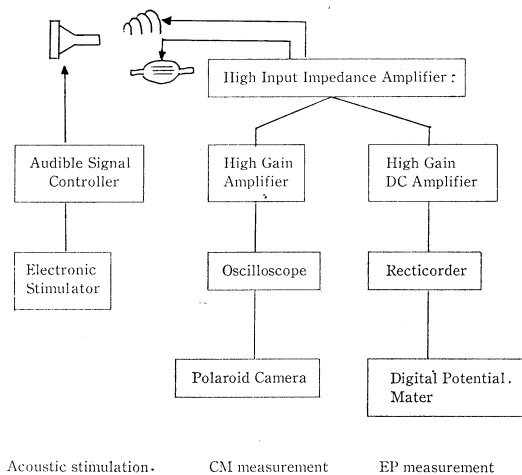 High Input Impedance Amplifier :
Audible Signal
Controller
High Gain
Amplifier
High Gain
DC Amplifier
Electronic
Stimulator
Oscilloscope
Recticorder
Polaroid Camera
Digital Potential.
Mater
Acoustic stimulation.
CM measurement
EP measurement